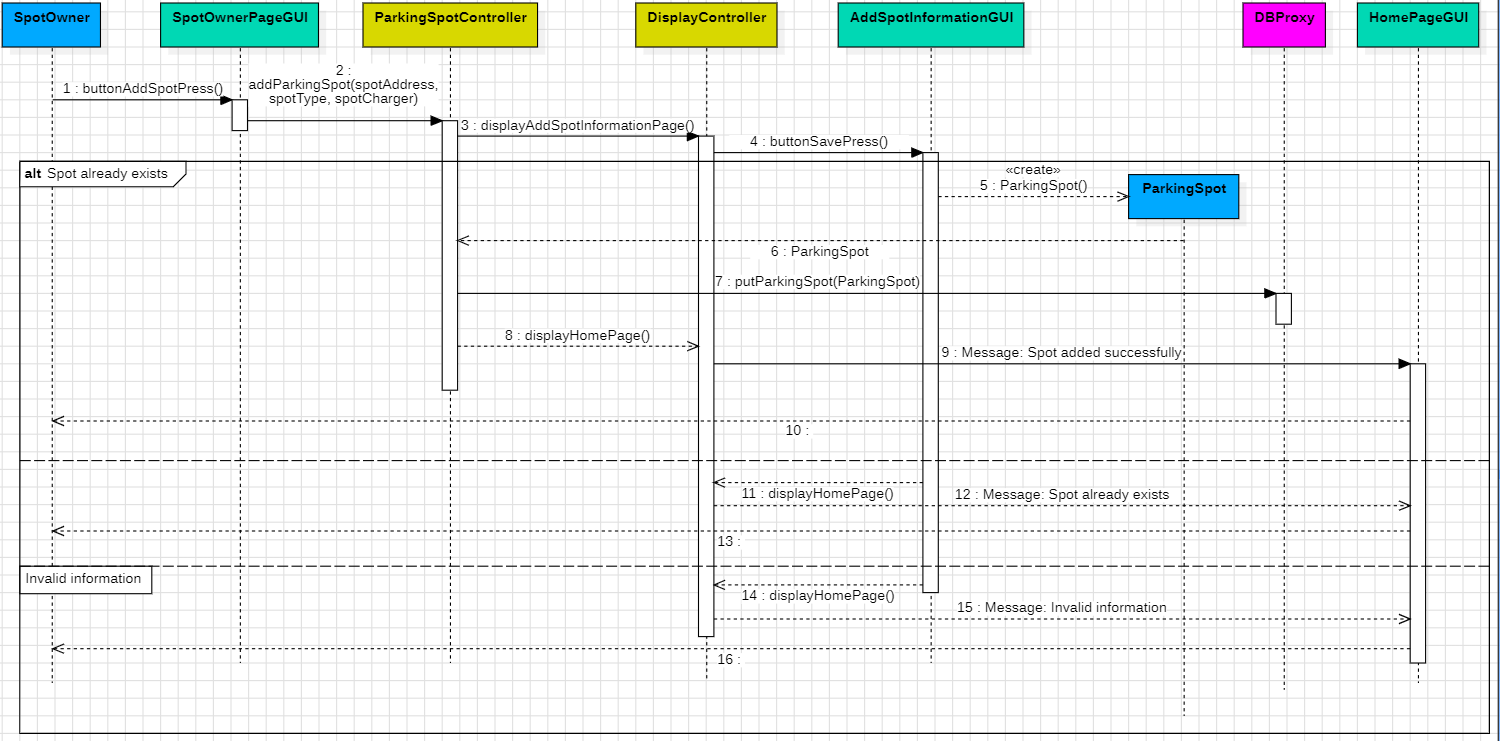 SpotOwner
SpotOwnerPageGUI
ParkingSpotController
DisplayController
AddSpotInformationGUI
DBProxy
HomePageGUI
1 : buttonAddSpotPress()
2 :
addParkingSpot(spotAddress,
spotType, spotCharger)
3 : displayAddSpotInformationPage()
4 : buttonSavePress()
alt Spot already exists
«create»
5 : ParkingSpot()
ParkingSpot
6 : ParkingSpot
7 : putParkingSpot(ParkingSpot)
8 : displayHomePage()
9 : Message: Spot added successfully
10 :
11 : displayHomePage()
12 : Message: Spot already exists
13 :
Invalid information
14 : displayHomePage()
15 : Message: Invalid information
16 :